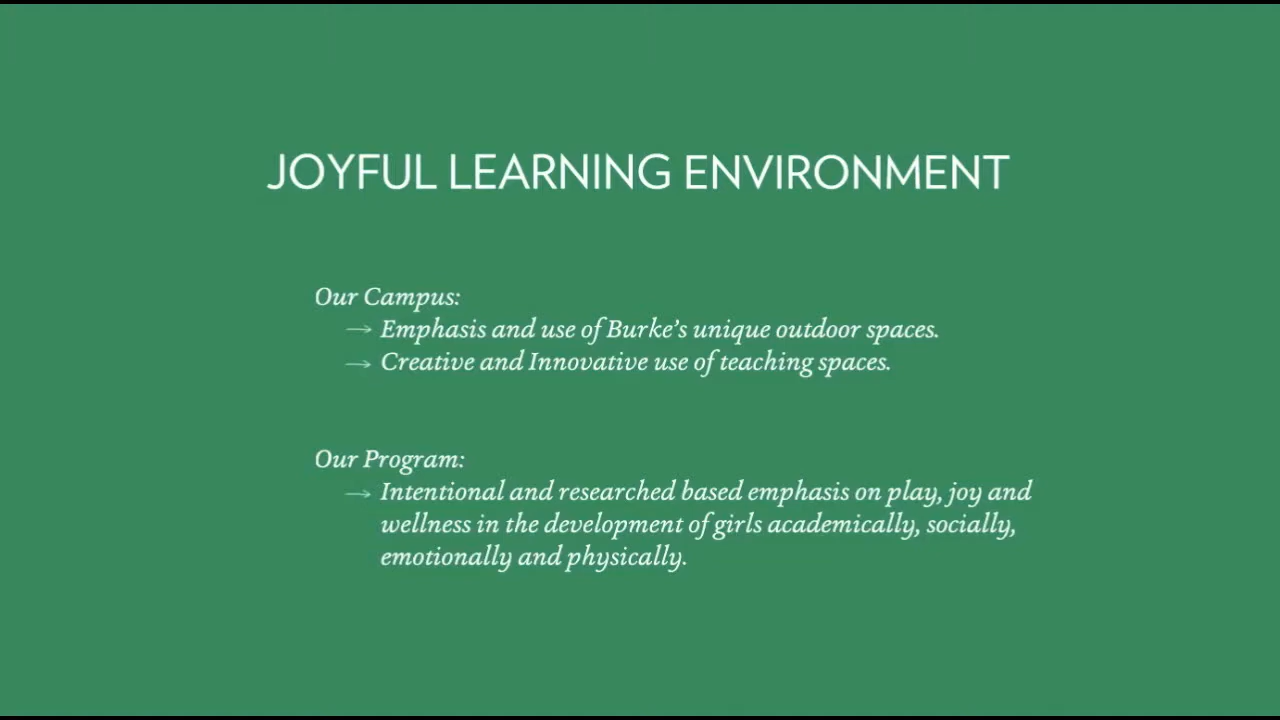 JOYFUL LEARNING ENVIRONMENT
Our Campus:
→ Emphasis and use of Burke’s unique outdoor spaces.
→ Creative and Innovative use of teaching spaces.
Our Program:
→ Intentional and researched based emphasis on play, joy and
wellness in the development of girls academically, socially,
emotionally and physically.